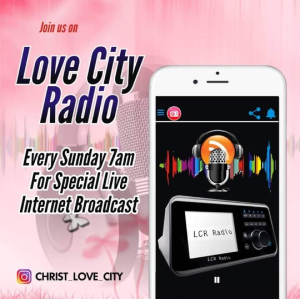 Join us on
Love City
Radio
Every Sunday 7am
For Special Live
Internet Broadcast
CHRIST_LOVE_CITY
LCR Radio
LCR Radio